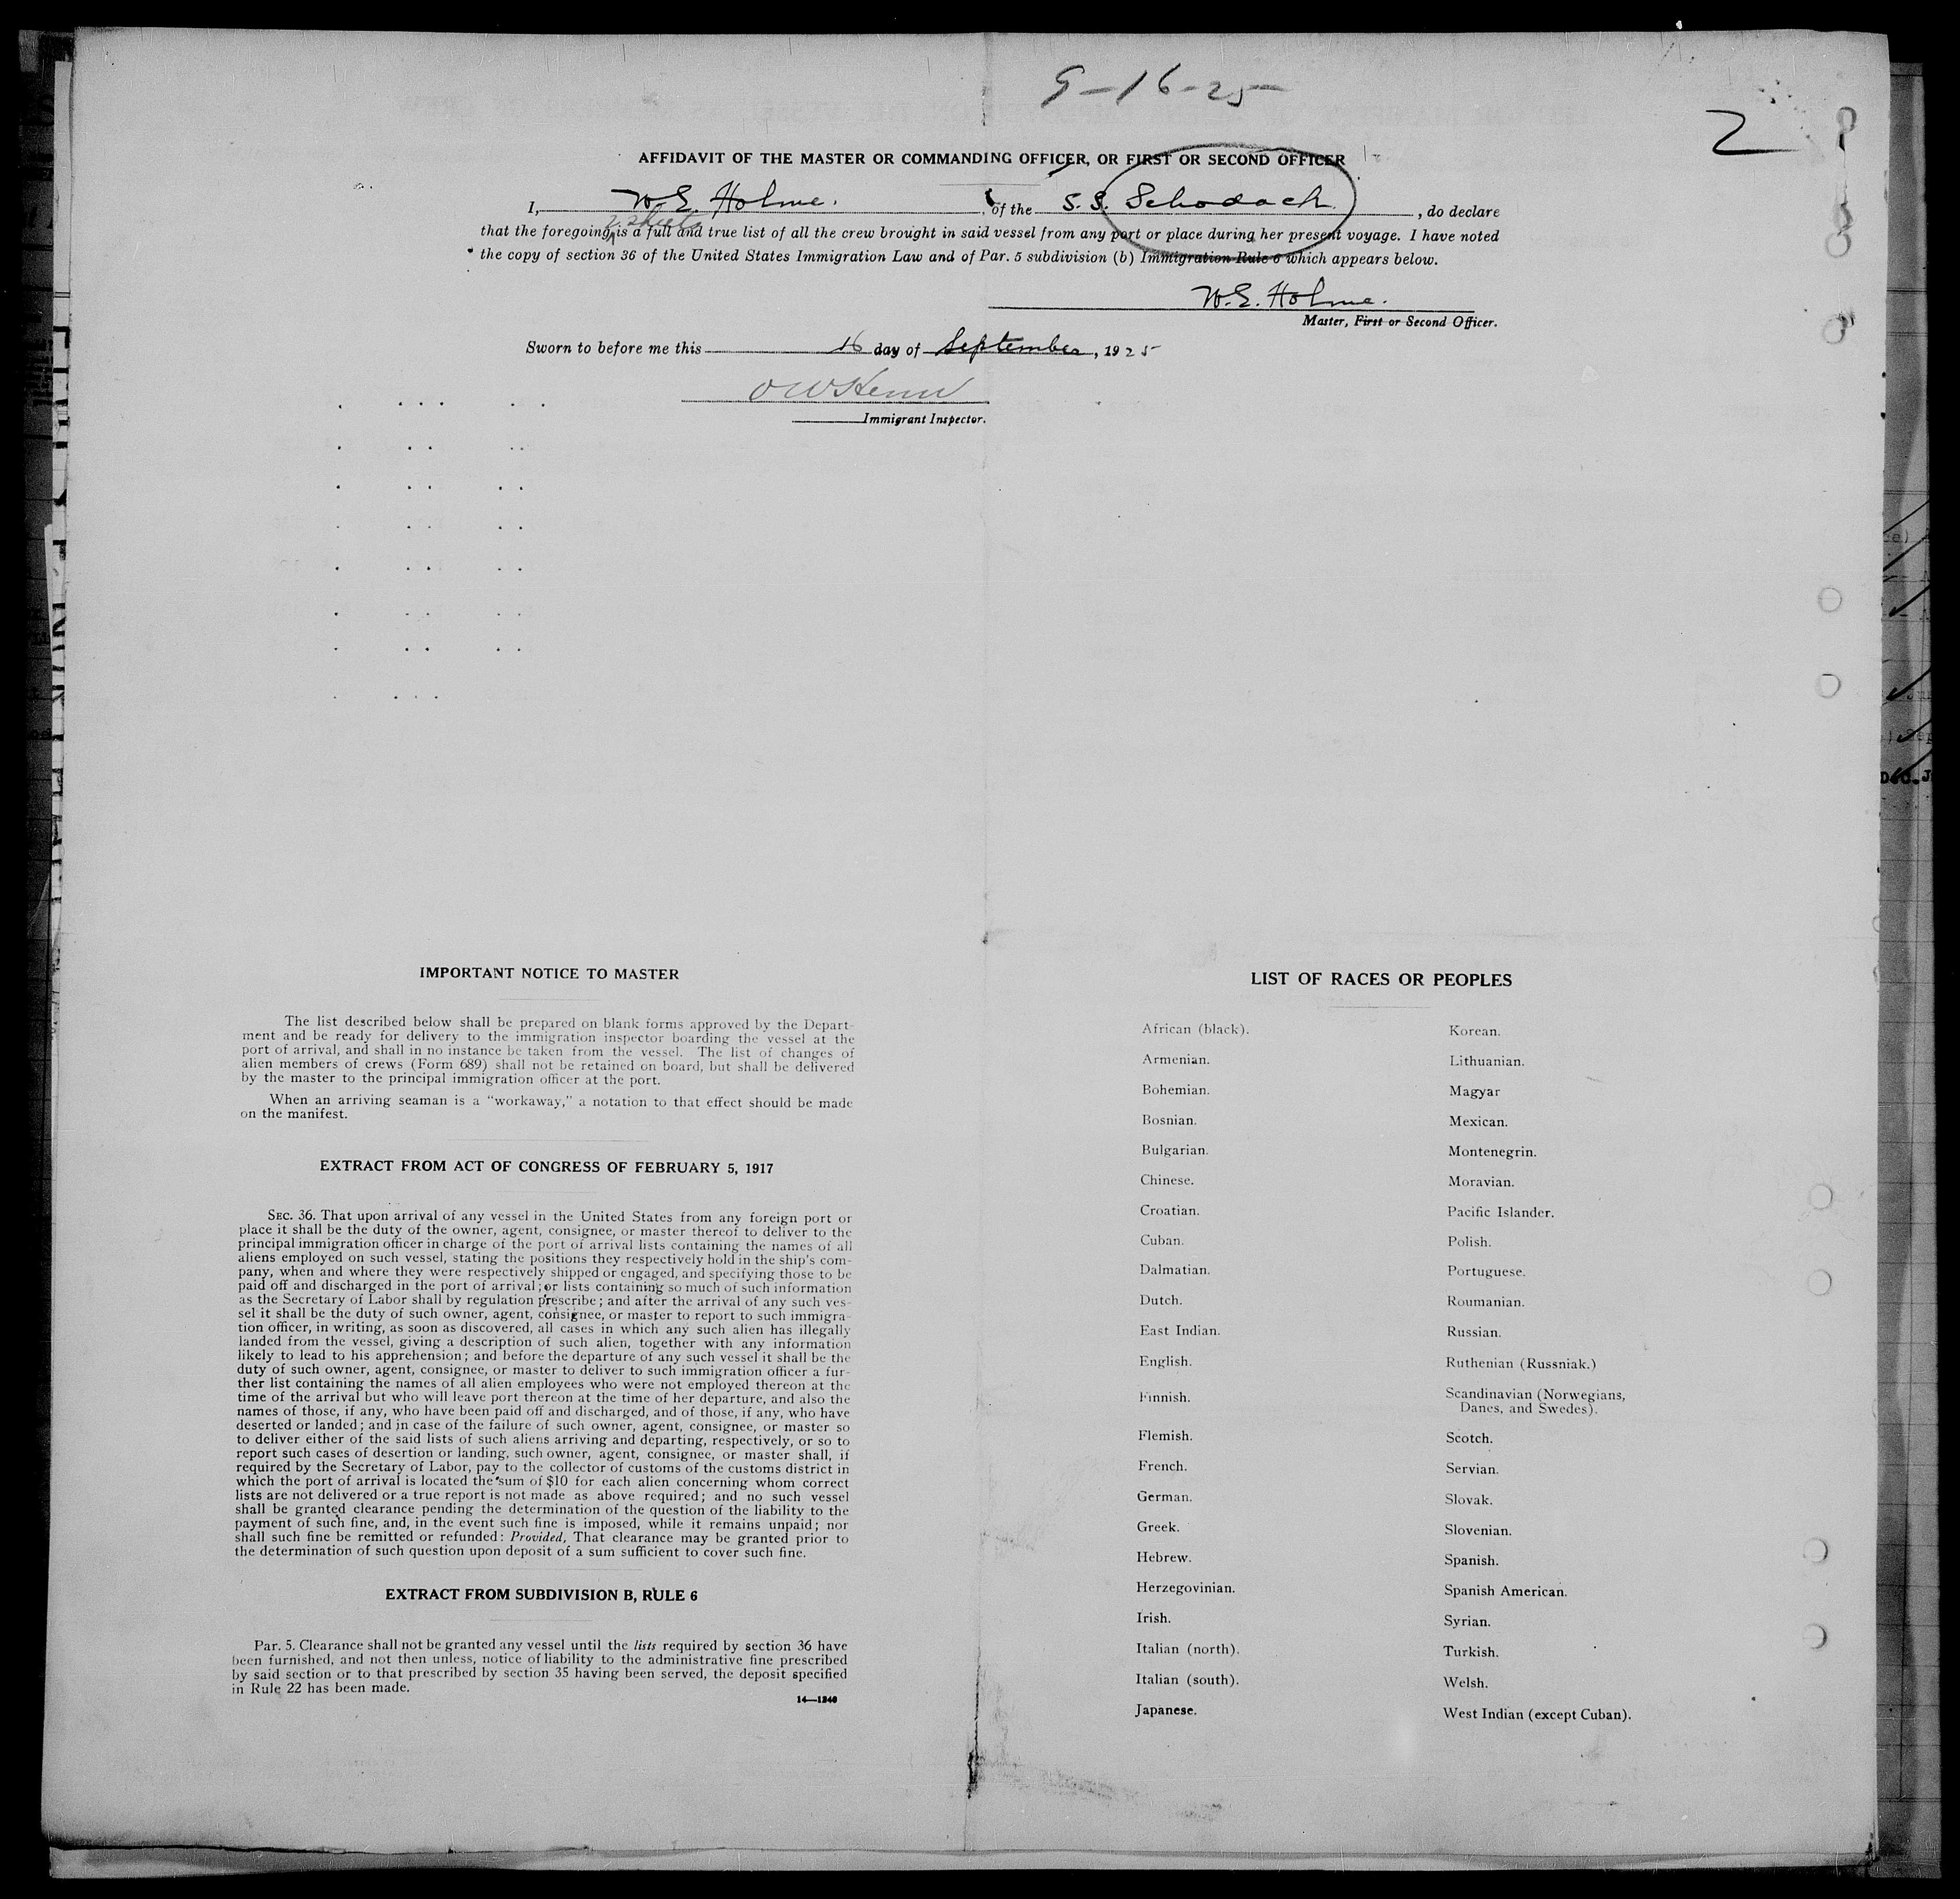 9-16-25
2
AFFIDAVIT OF THE MASTER OR COMMANDING OFFICER, OR FIRST OR SECOND OFFICER
I, W. E. Holme. , of the S. S. Schodack , do declare
2 sheets
that the foregoing is a full and true list of all the crew brought in said vessel from any port or place during her present voyage. I have noted
the copy of section 36 of the United States Immigration Law and of Par. 5 subdivision (b) Immigration Rule 6 which appears below.
W. E. Holme.
Master, First or Second Officer.
Sworn to before me this 16 day of September, 1925
Immigrant Inspector.
IMPORTANT NOTICE TO MASTER
The list described below shall be prepared on blank forms approved by the Depart-
ment and be ready for delivery to the immigration inspector boarding the vessel at the
port of arrival, and shall in no instance be taken from the vessel. The list of changes of
alien members of crews (Form 689) shall not be retained on board, but shall be delivered
by the master to the principal immigration officer at the port.
When an arriving seaman is a "workaway," a notation to that effect should be made
on the manifest.
EXTRACT FROM ACT OF CONGRESS OF FEBRUARY 5, 1917
SEC. 36. That upon arrival of any vessel in the United States from any foreign port or
place it shall be the duty of the owner, agent, consignee, or master thereof to deliver to the
principal immigration officer in charge of the port of arrival lists containing the names of all
aliens employed on such vessel, stating the positions they respectively hold in the ship's com-
pany, when and where they were respectively shipped or engaged, and specifying those to be
paid off and discharged in the port of arrival; or lists containing so much of such information
as the Secretary of Labor shall by regulation prescribe; and after the arrival of any such ves-
sel it shall be the duty of such owner, agent, consignee, or master to report to such immigra-
tion officer, in writing, as soon as discovered, all cases in which any such alien has illegally
landed from the vessel, giving a description of such alien, together with any information
likely to lead to his apprehension; and before the departure of any such vessel it shall be the
duty of such owner, agent, consignee, or master to deliver to such immigration officer a fur-
ther list containing the names of all alien employees who were not employed thereon at the
time of the arrival but who will leave port thereon at the time of her departure, and also the
names of those, if any, who have been paid off and discharged, and of those, if any, who have
deserted or landed; and in case of the failure of such owner, agent, consignee, or master so
to deliver either of the said lists of such aliens arriving and departing, respectively, or so to
report such cases of desertion or landing, such owner, agent, consignee, or master shall, if
required by the Secretary of Labor, pay to the collector of customs of the customs district in
which the port of arrival is located the sum of $10 for each alien concerning whom correct
lists are not delivered or a true report is not made as above required; and no such vessel
shall be granted clearance pending the determination of the question of the liability to the
payment of such fine, and, in the event such fine is imposed, while it remains unpaid; nor
shall such fine be remitted or refunded: Provided, That clearance may be granted prior to
the determination of such question upon deposit of a sum sufficient to cover such fine.
EXTRACT FROM SUBDIVISION B, RULE 6
Par. 5. Clearance shall not be granted any vessel until the lists required by section 36 have
been furnished, and not then unless, notice of liability to the administrative fine prescribed
by said section or to that prescribed by section 35 having been served, the deposit specified
in Rule 22 has been made.
14—1240
LIST OF RACES OR PEOPLES
African (black).
Armenian.
Bohemian.
Bosnian.
Bulgarian.
Chinese.
Croatian.
Cuban.
Dalmatian.
Dutch.
East Indian.
English.
Finnish.
Flemish.
French.
German.
Greek.
Hebrew.
Herzegovinian.
Irish.
Italian (north).
Italian (south).
Japanese.
Korean.
Lithuanian.
Magyar
Mexican.
Montenegrin.
Moravian.
Pacific Islander.
Polish.
Portuguese.
Roumanian.
Russian.
Ruthenian (Russniak.)
Scandinavian (Norwegians,
Danes, and Swedes).
Scotch.
Servian.
Slovak.
Slovenian.
Spanish.
Spanish American.
Syrian.
Turkish.
Welsh.
West Indian (except Cuban).